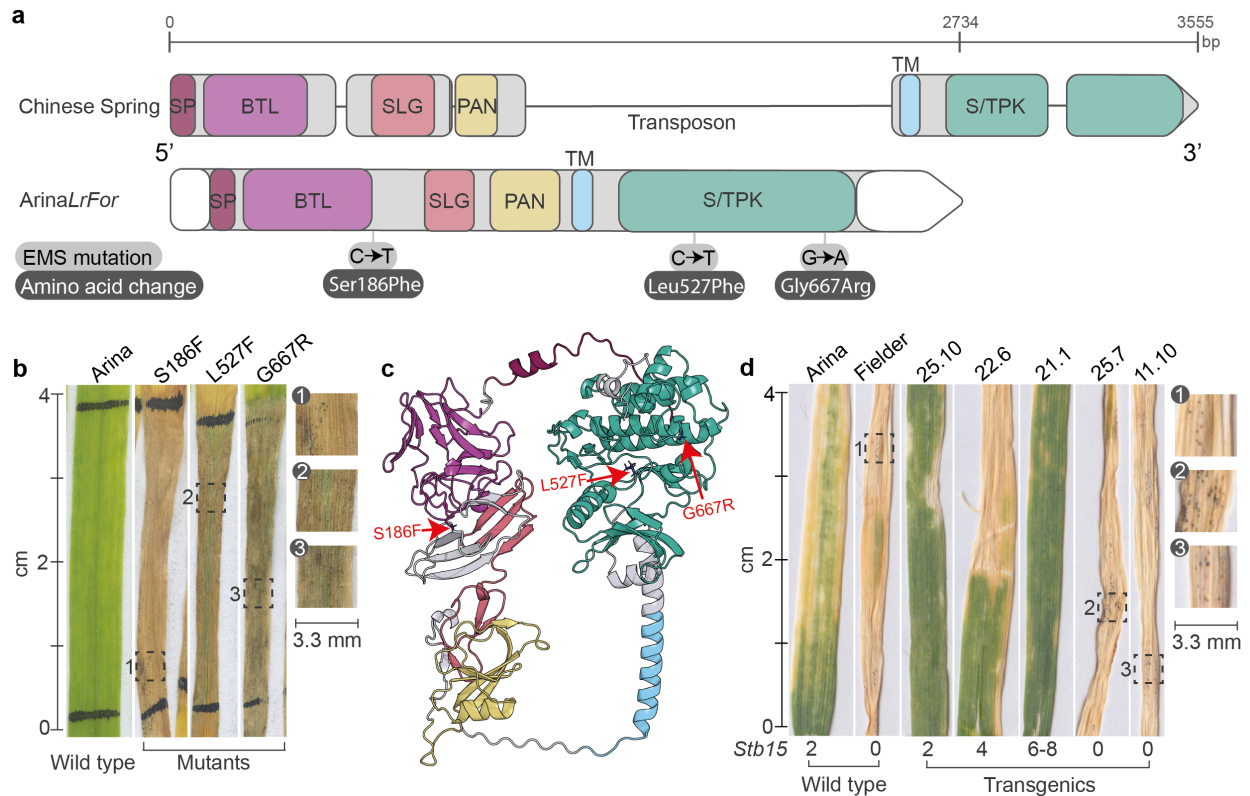 a
0 2734 3555
bp
TM
Chinese Spring SP BTL SLG PAN S/TPK
Transposon
5’ 3’
TM
ArinaLrFor SP BTL SLG PAN S/TPK
EMS mutation C→T C→T G→A
Amino acid change Ser186Phe Leu527Phe Gly667Arg
b
Arina S186F L527F G667R
4
2
0
cm
1
2
3
1
2
3
3.3 mm
Wild type Mutants
c
S186F
L527F
G667R
d
Arina Fielder 25.10 22.6 21.1 25.7 11.10
4
2
0
cm
1
2
3
1
2
3
3.3 mm
Stb15 2 0 2 4 6-8 0 0
Wild type Transgenics